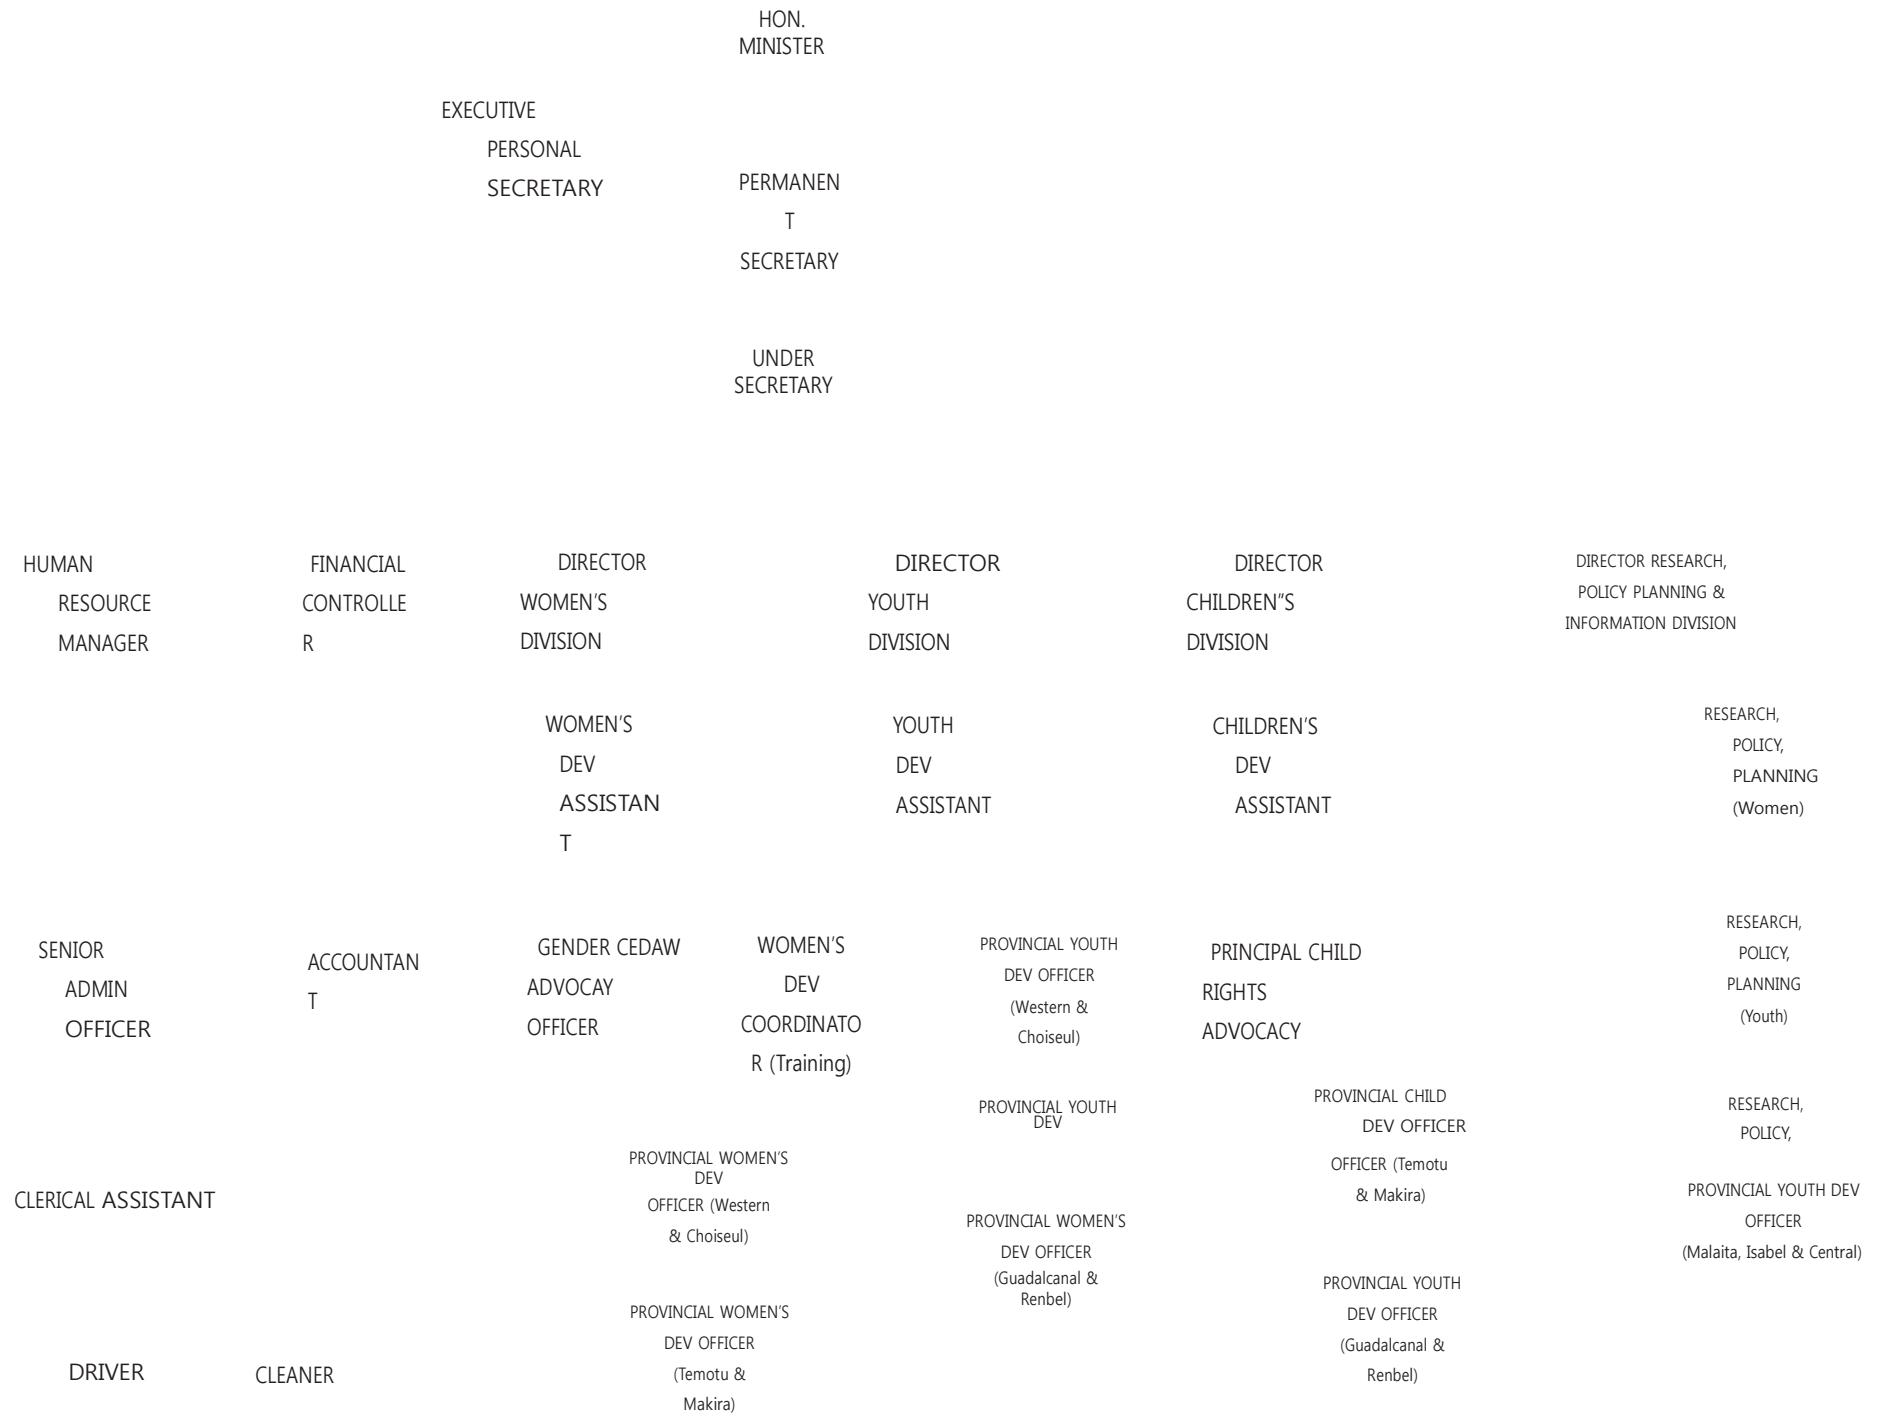 HON.
MINISTER
EXECUTIVE
PERSONAL
SECRETARY
PERMANEN
T
SECRETARY
UNDER
SECRETARY
HUMAN
RESOURCE
MANAGER
FINANCIAL
CONTROLLE
R
DIRECTOR
WOMEN'S
DIVISION
DIRECTOR
YOUTH
DIVISION
DIRECTOR
CHILDREN"S
DIVISION
DIRECTOR RESEARCH,
POLICY PLANNING &
INFORMATION DIVISION
WOMEN'S
DEV
ASSISTAN
T
YOUTH
DEV
ASSISTANT
CHILDREN'S
DEV
ASSISTANT
RESEARCH,
POLICY,
PLANNING
(Women)
SENIOR
ADMIN
OFFICER
ACCOUNTAN
T
GENDER CEDAW
ADVOCAY
OFFICER
WOMEN'S
DEV
COORDINATO
R (Training)
PROVINCIAL YOUTH
DEV OFFICER
(Western &
Choiseul)
PRINCIPAL CHILD
RIGHTS
ADVOCACY
RESEARCH,
POLICY,
PLANNING
(Youth)
PROVINCIAL YOUTH
DEV
PROVINCIAL CHILD
DEV OFFICER
OFFICER (Temotu
& Makira)
RESEARCH,
POLICY,
CLERICAL ASSISTANT
PROVINCIAL WOMEN'S
DEV
OFFICER (Western
& Choiseul)
PROVINCIAL WOMEN'S
DEV OFFICER
(Guadalcanal &
Renbel)
PROVINCIAL YOUTH DEV
OFFICER
(Malaita, Isabel & Central)
PROVINCIAL YOUTH
DEV OFFICER
(Guadalcanal &
Renbel)
PROVINCIAL WOMEN'S
DEV OFFICER
(Temotu &
Makira)
DRIVER
CLEANER